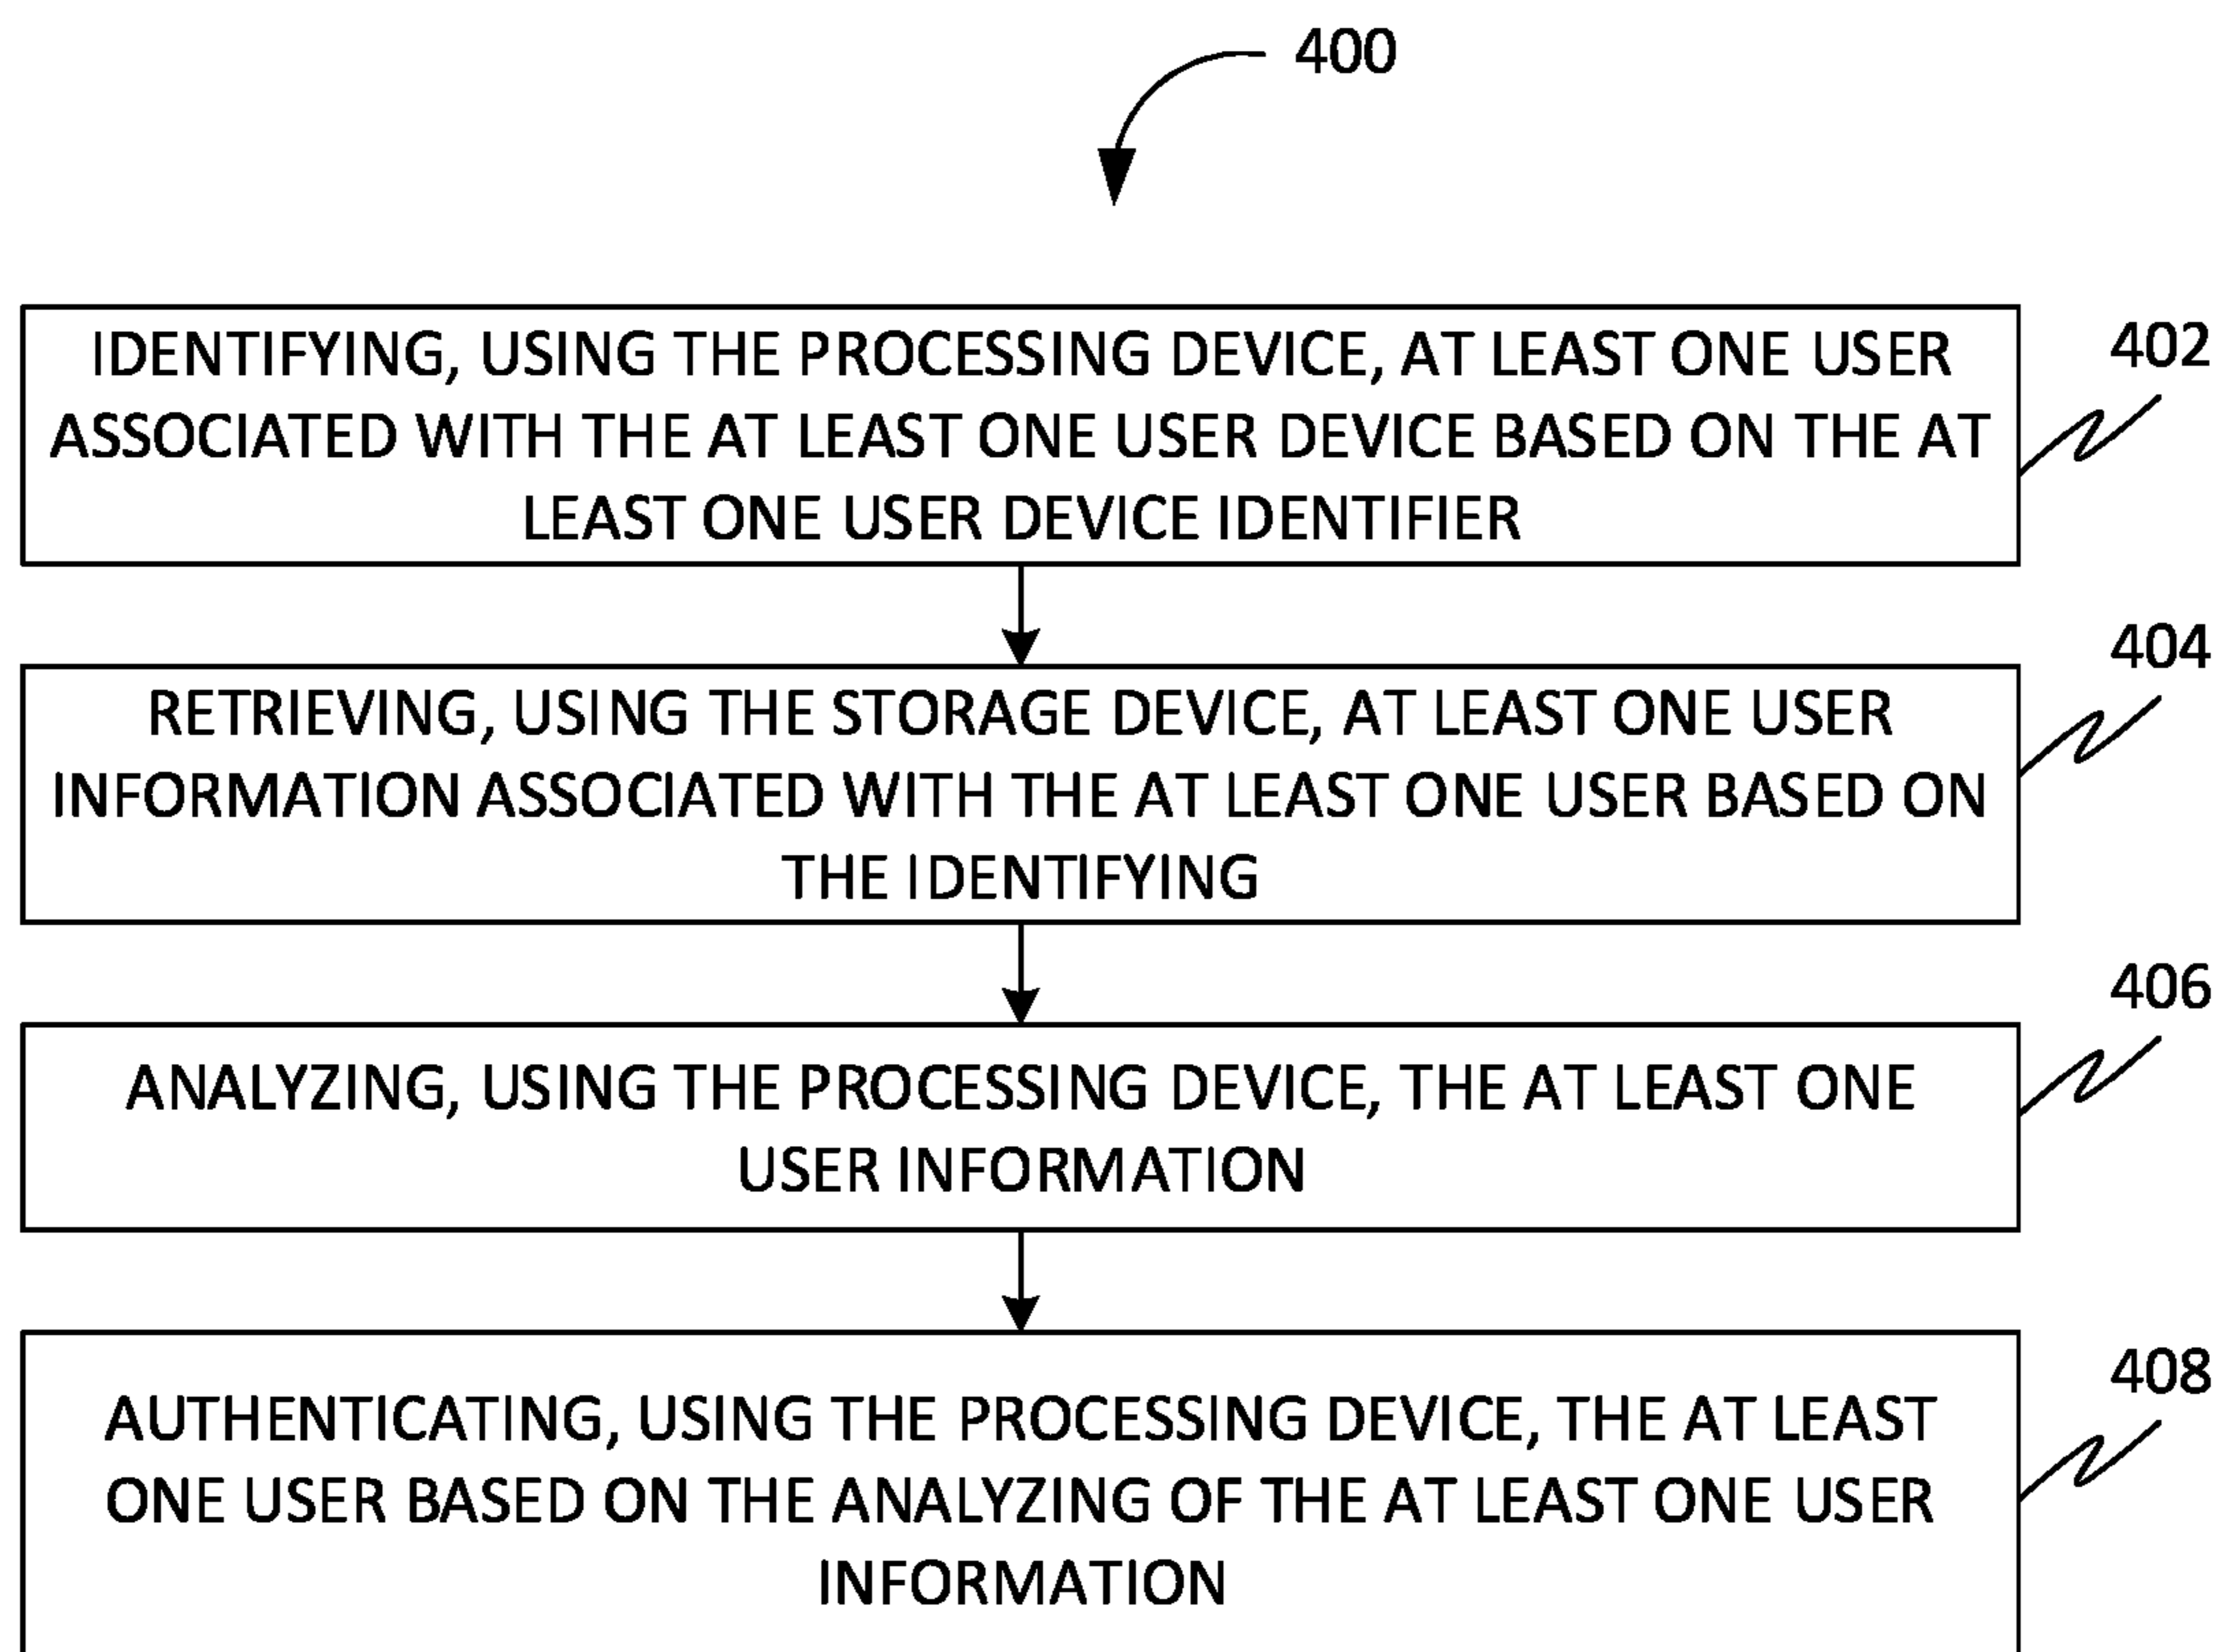 400
IDENTIFYING, USING THE PROCESSING DEVICE, AT LEAST ONE USER
ASSOCIATED WITH THE AT LEAST ONE USER DEVICE BASED ON THE AT
LEAST ONE USER DEVICE IDENTIFIER
402
RETRIEVING, USING THE STORAGE DEVICE, AT LEAST ONE USER
INFORMATION ASSOCIATED WITH THE AT LEAST ONE USER BASED ON
THE IDENTIFYING
404
ANALYZING, USING THE PROCESSING DEVICE, THE AT LEAST ONE
USER INFORMATION
406
AUTHENTICATING, USING THE PROCESSING DEVICE, THE AT LEAST
ONE USER BASED ON THE ANALYZING OF THE AT LEAST ONE USER
INFORMATION
408